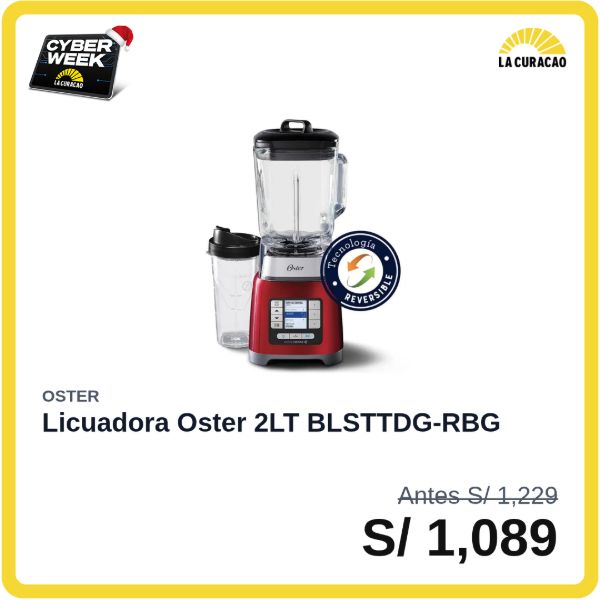 CYBER
WEEK
LA CURACAO
LA CURACAO
Tecnología
REVERSIBLE
Oster
OSTER
Licuadora Oster 2LT BLSTTDG-RBG
Antes S/ 1,229
S/ 1,089